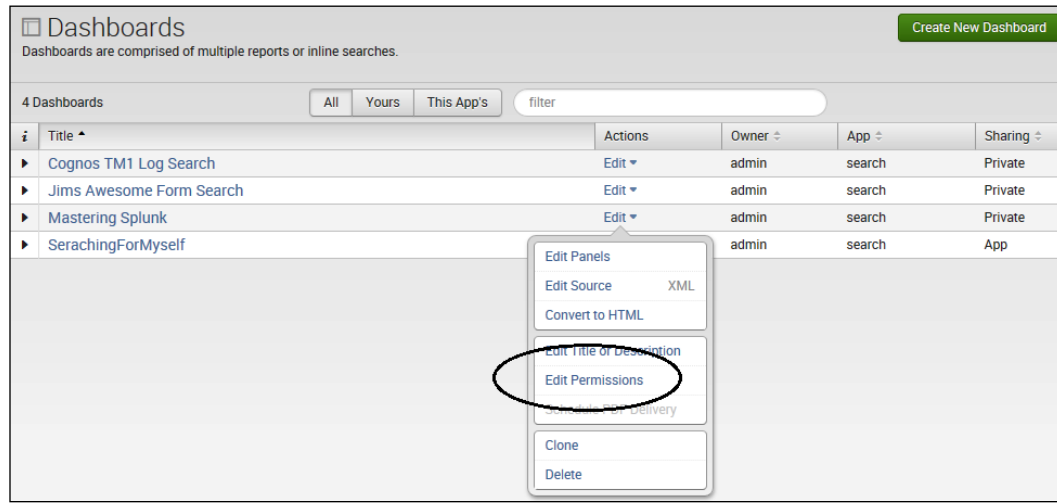 Dashboards
Create New Dashboard
Dashboards are comprised of multiple reports or inline searches.
4 Dashboards All Yours This App's filter
i Title Actions Owner App Sharing
Cognos TM1 Log Search Edit admin search Private
Jims Awesome Form Search Edit admin search Private
Mastering Splunk Edit admin search Private
SerachingForMyself admin search App
Edit Panels
Edit Source XML
Convert to HTML
Edit Title or Description
Edit Permissions
Schedule PDF Delivery
Clone
Delete